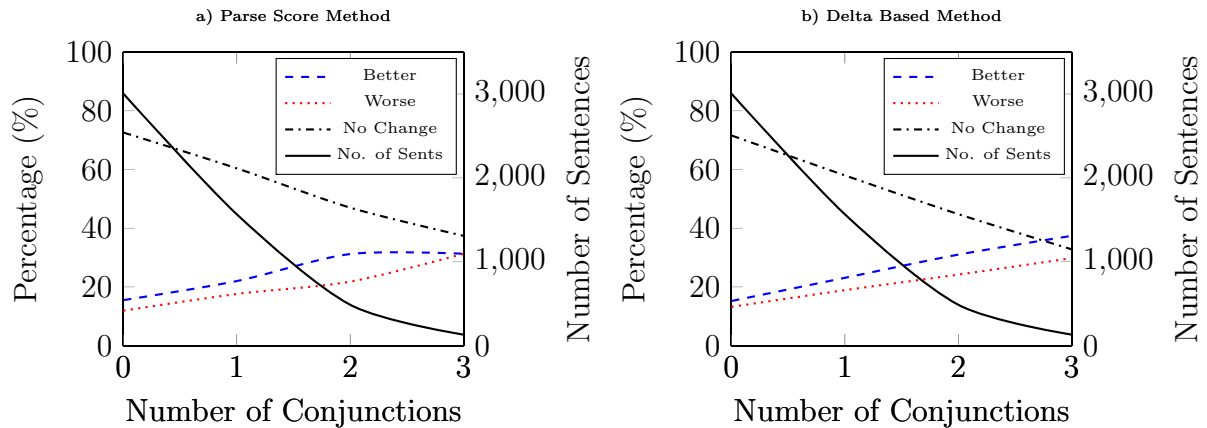 a) Parse Score Method
Percentage (%)
100
80
60
40
20
0
0 1 2 3
Number of Conjunctions
3,000
2,000
1,000
0
Number of Sentences
Better
Worse
No Change
No. of Sents
b) Delta Based Method
Percentage (%)
100
80
60
40
20
0
0 1 2 3
Number of Conjunctions
3,000
2,000
1,000
0
Number of Sentences
Better
Worse
No Change
No. of Sents